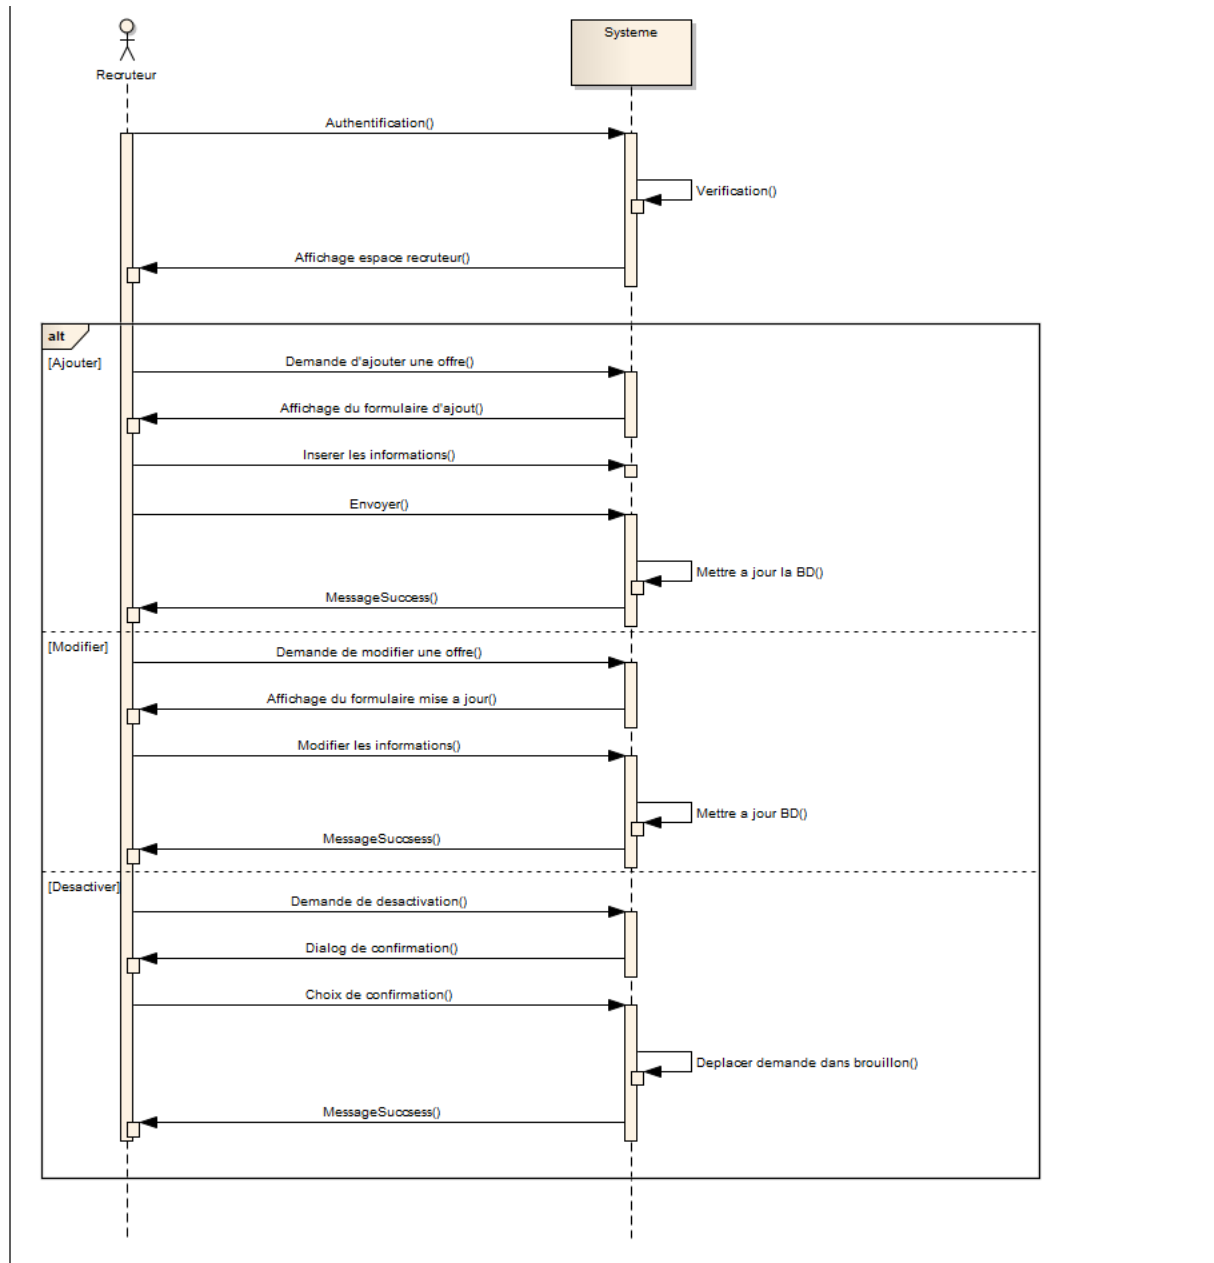 Recruteur
Systeme
Authentification()
Verification()
Affichage espace recruteur()
alt
[Ajouter]
Demande d'ajouter une offre()
Affichage du formulaire d'ajout()
Inserer les informations()
Envoyer()
Mettre a jour la BD()
MessageSuccess()
[Modifier]
Demande de modifier une offre()
Affichage du formulaire mise a jour()
Modifier les informations()
Mettre a jour BD()
MessageSucsess()
[Desactiver]
Demande de desactivation()
Dialog de confirmation()
Choix de confirmation()
Deplacer demande dans brouillon()
MessageSucsess()